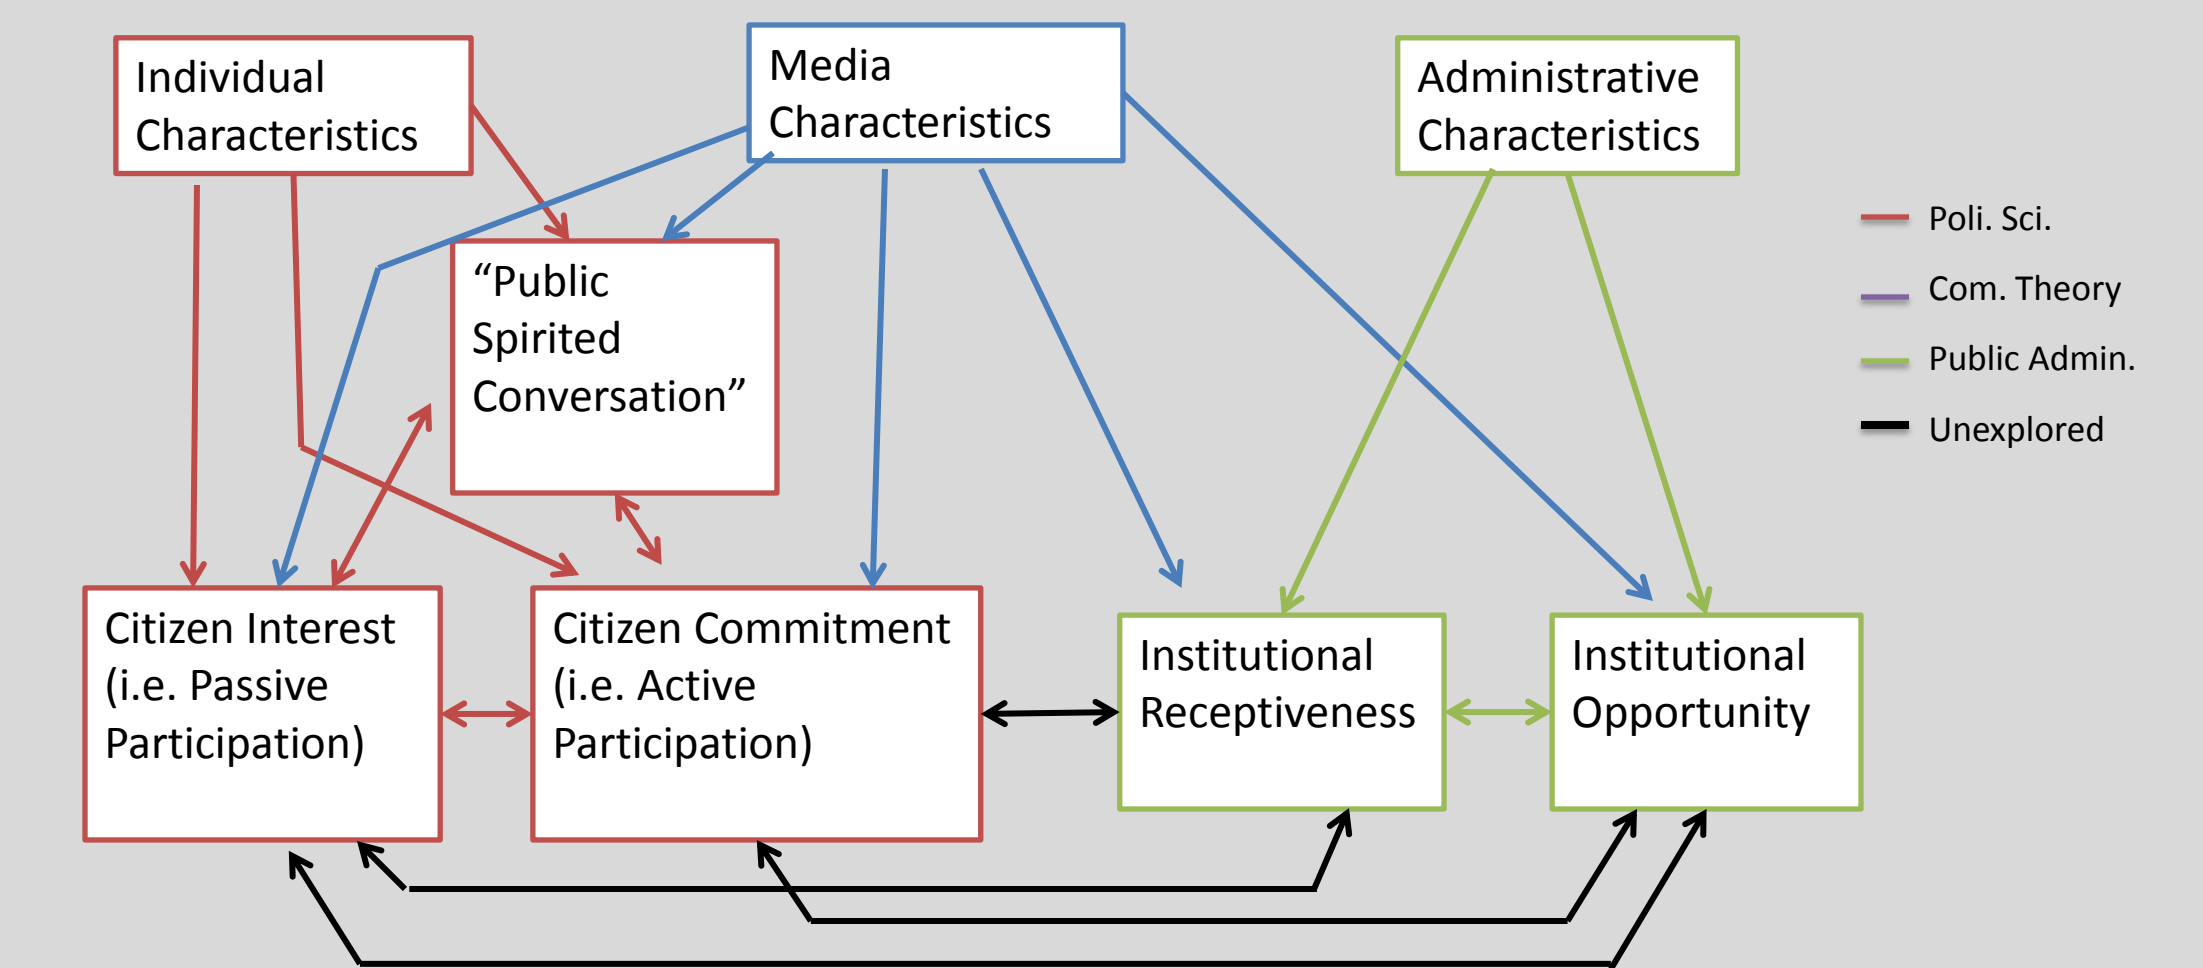 Individual
Characteristics
Media
Characteristics
Administrative
Characteristics
Poli. Sci.
Com. Theory
Public Admin.
Unexplored
“Public
Spirited
Conversation”
Citizen Interest
(i.e. Passive
Participation)
Citizen Commitment
(i.e. Active
Participation)
Institutional
Receptiveness
Institutional
Opportunity